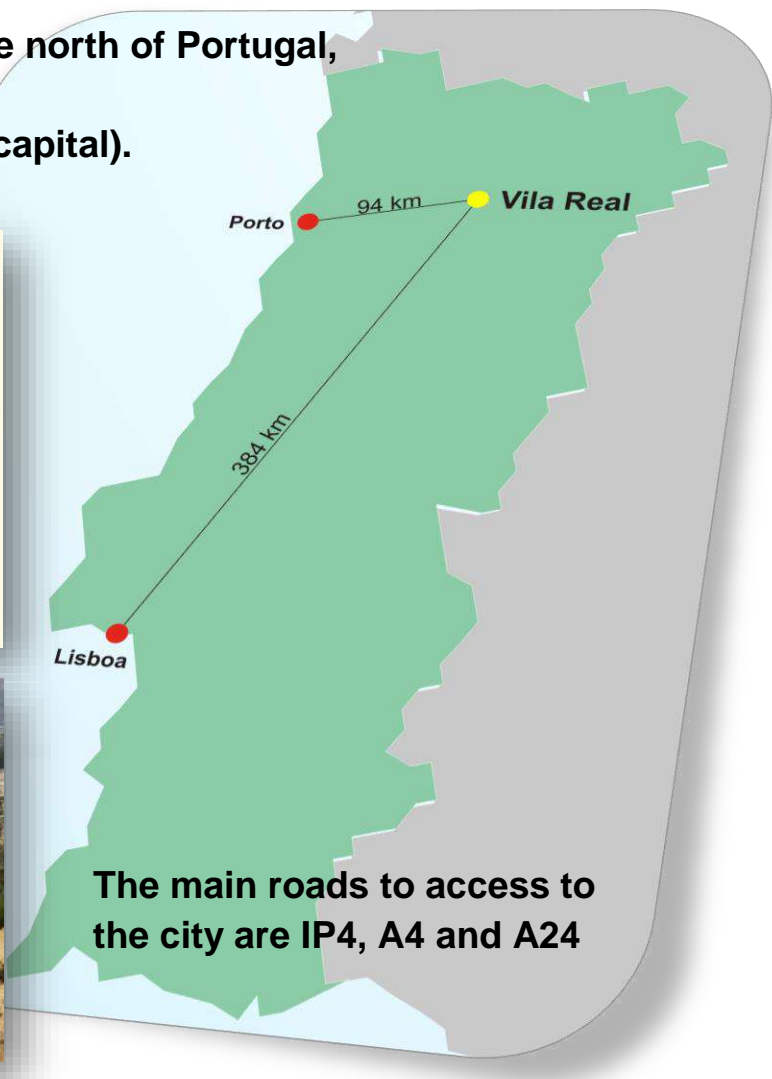 e north of Portugal,
capital).
94 km
Vila Real
Porto
384 km
Lisboa
The main roads to access to
the city are IP4, A4 and A24